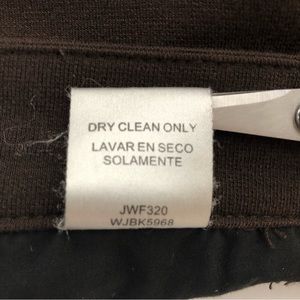 DRY CLEAN ONLY
LAVAR EN SECO
SOLAMENTE
JWF320
WJBK5968